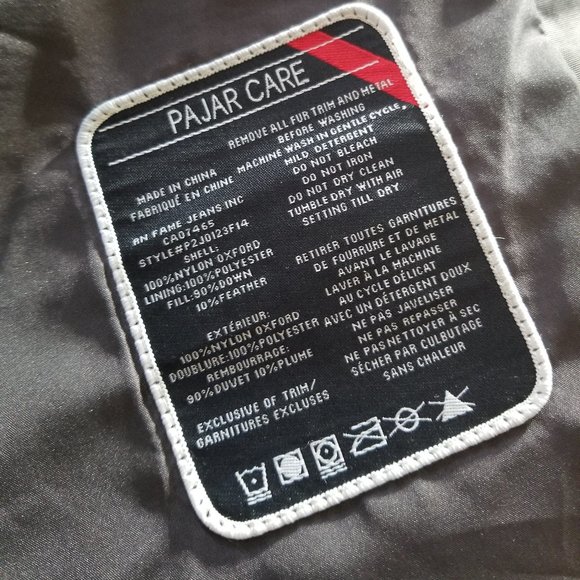 PAJAR CARE
REMOVE ALL FUR TRIM AND METAL
BEFORE WASHING
MACHINE WASH IN GENTLE CYCLE,
MILD DETERGENT
DO NOT BLEACH
DO NOT IRON
DO NOT DRY CLEAN
TUMBLE DRY WITH AIR
SETTING TILL DRY
MADE IN CHINA
FABRIQUÉ EN CHINE
AN FAME JEANS INC
CA07465
STYLE#P2J0123F14
SHELL:
100%NYLON OXFORD
LINING:100%POLYESTER
FILL:90%DOWN
10%FEATHER
RETIRER TOUTES GARNITURES
DE FOURRURE ET DE METAL
AVANT LE LAVAGE
LAVER À LA MACHINE
AU CYCLE DÉLICAT
AVEC UN DÉTERGENT DOUX
NE PAS JAVELISER
NE PAS REPASSER
NE PAS NETTOYER À SEC
SÉCHER PAR CULBUTAGE
SANS CHALEUR
EXTÉRIEUR:
100%NYLON OXFORD
DOUBLURE:100%POLYESTER
REMBOURRAGE:
90%DUVET 10%PLUME
EXCLUSIVE OF TRIM/
GARNITURES EXCLUSES